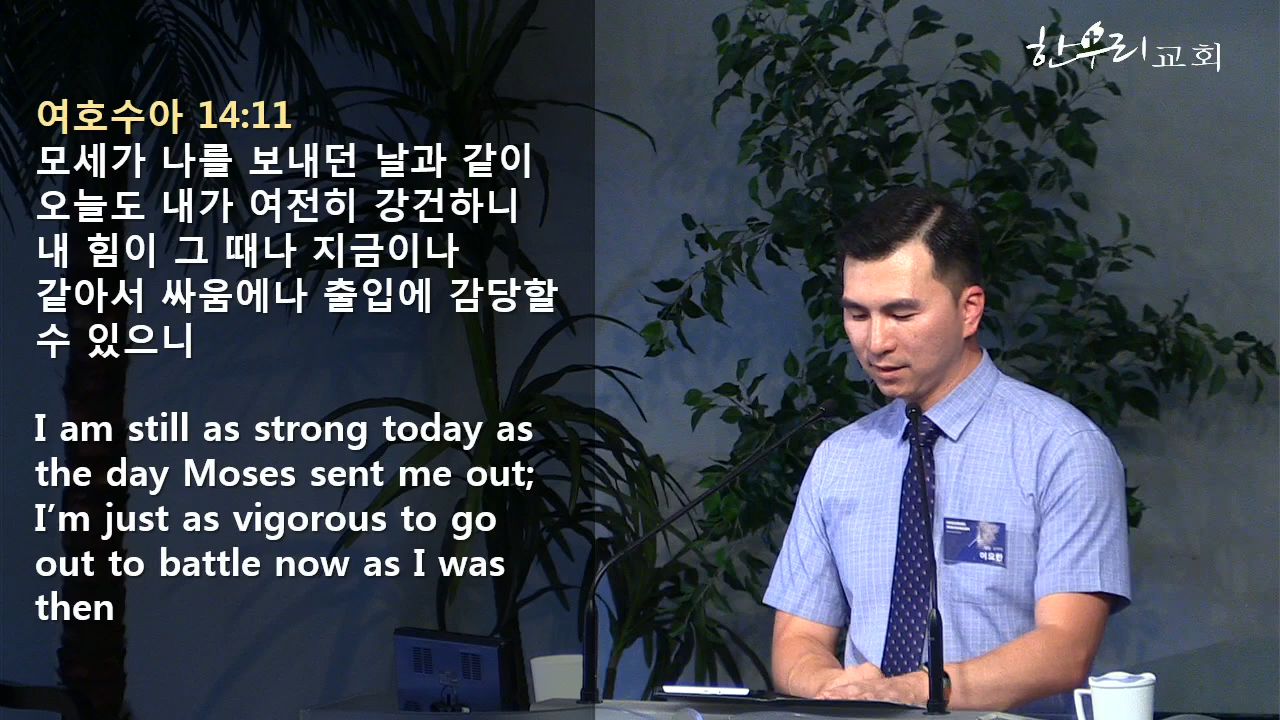 한우리교회
여호수아 14:11
모세가 나를 보내던 날과 같이
오늘도 내가 여전히 강건하니
내 힘이 그 때나 지금이나
같아서 싸움에나 출입에 감당할
수 있으니
I am still as strong today as
the day Moses sent me out;
I’m just as vigorous to go
out to battle now as I was
then
이요한